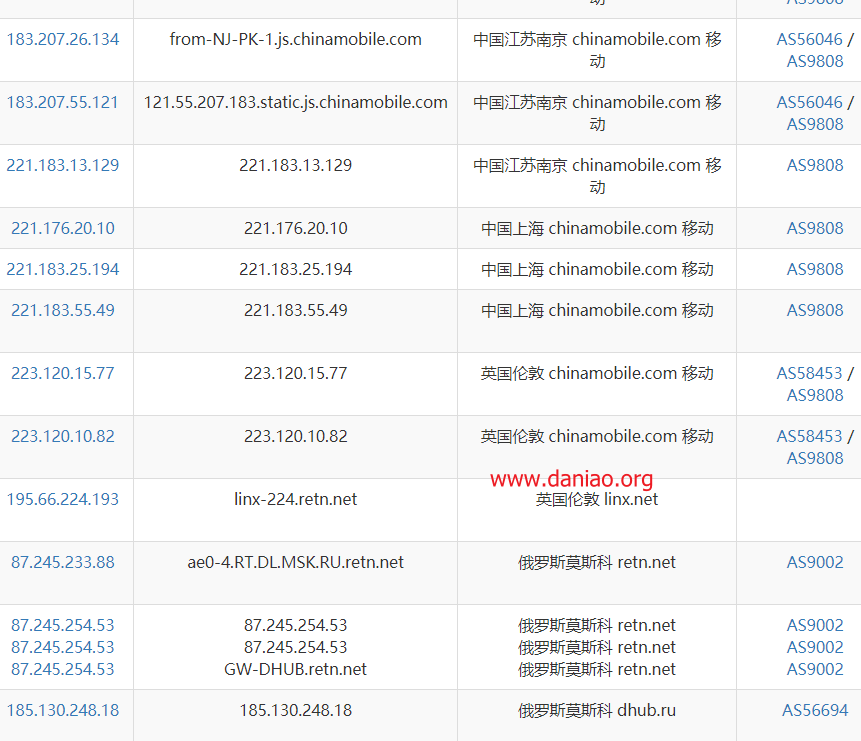 动 AS9808
183.207.26.134 from-NJ-PK-1.js.chinamobile.com 中国江苏南京 chinamobile.com 移 AS56046 /
动 AS9808
183.207.55.121 121.55.207.183.static.js.chinamobile.com 中国江苏南京 chinamobile.com 移 AS56046 /
动 AS9808
221.183.13.129 221.183.13.129 中国江苏南京 chinamobile.com 移 AS9808
动
221.176.20.10 221.176.20.10 中国上海 chinamobile.com 移动 AS9808
221.183.25.194 221.183.25.194 中国上海 chinamobile.com 移动 AS9808
221.183.55.49 221.183.55.49 中国上海 chinamobile.com 移动 AS9808
223.120.15.77 223.120.15.77 英国伦敦 chinamobile.com 移动 AS58453 /
AS9808
223.120.10.82 223.120.10.82 英国伦敦 chinamobile.com 移动 AS58453 /
AS9808
www.daniao.org
195.66.224.193 linx-224.retn.net 英国伦敦 linx.net
87.245.233.88 ae0-4.RT.DL.MSK.RU.retn.net 俄罗斯莫斯科 retn.net AS9002
87.245.254.53 87.245.254.53 俄罗斯莫斯科 retn.net AS9002
87.245.254.53 87.245.254.53 俄罗斯莫斯科 retn.net AS9002
87.245.254.53 GW-DHUB.retn.net 俄罗斯莫斯科 retn.net AS9002
185.130.248.18 185.130.248.18 俄罗斯莫斯科 dhub.ru AS56694